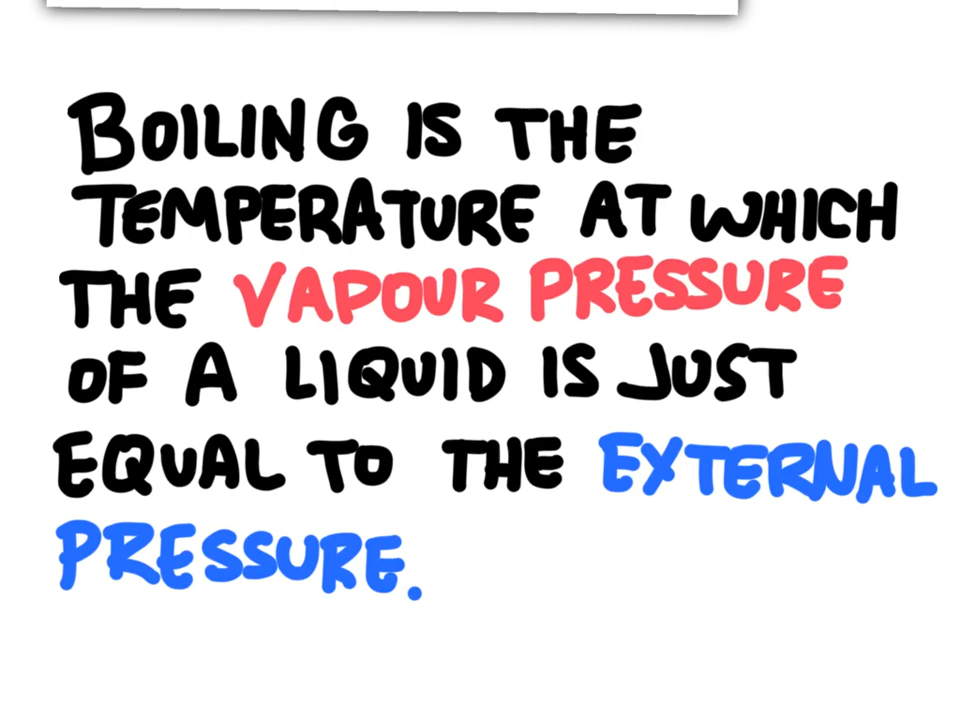 BOILING IS THE
TEMPERATURE AT WHICH
THE VAPOUR PRESSURE
OF A LIQUID IS JUST
EQUAL TO THE EXTERNAL
PRESSURE.